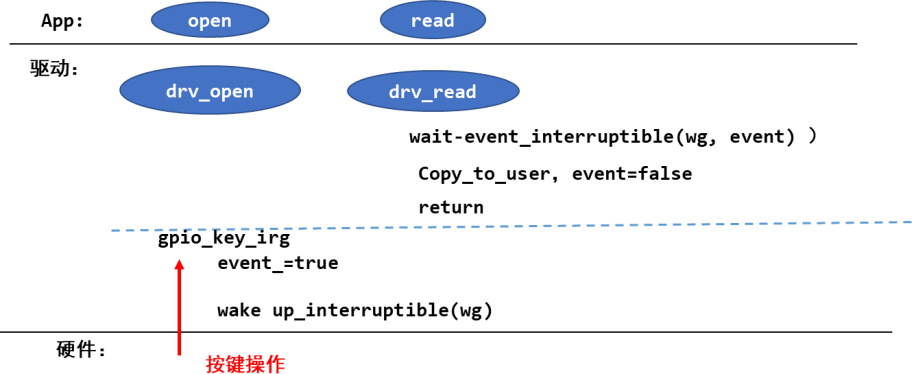 App: open read
驱动:
drv_open drv_read
wait-event_interruptible(wg, event) )
Copy_to_user, event=false
return
gpio_key_irg
event_=true
wake up_interruptible(wg)
硬件:
按键操作